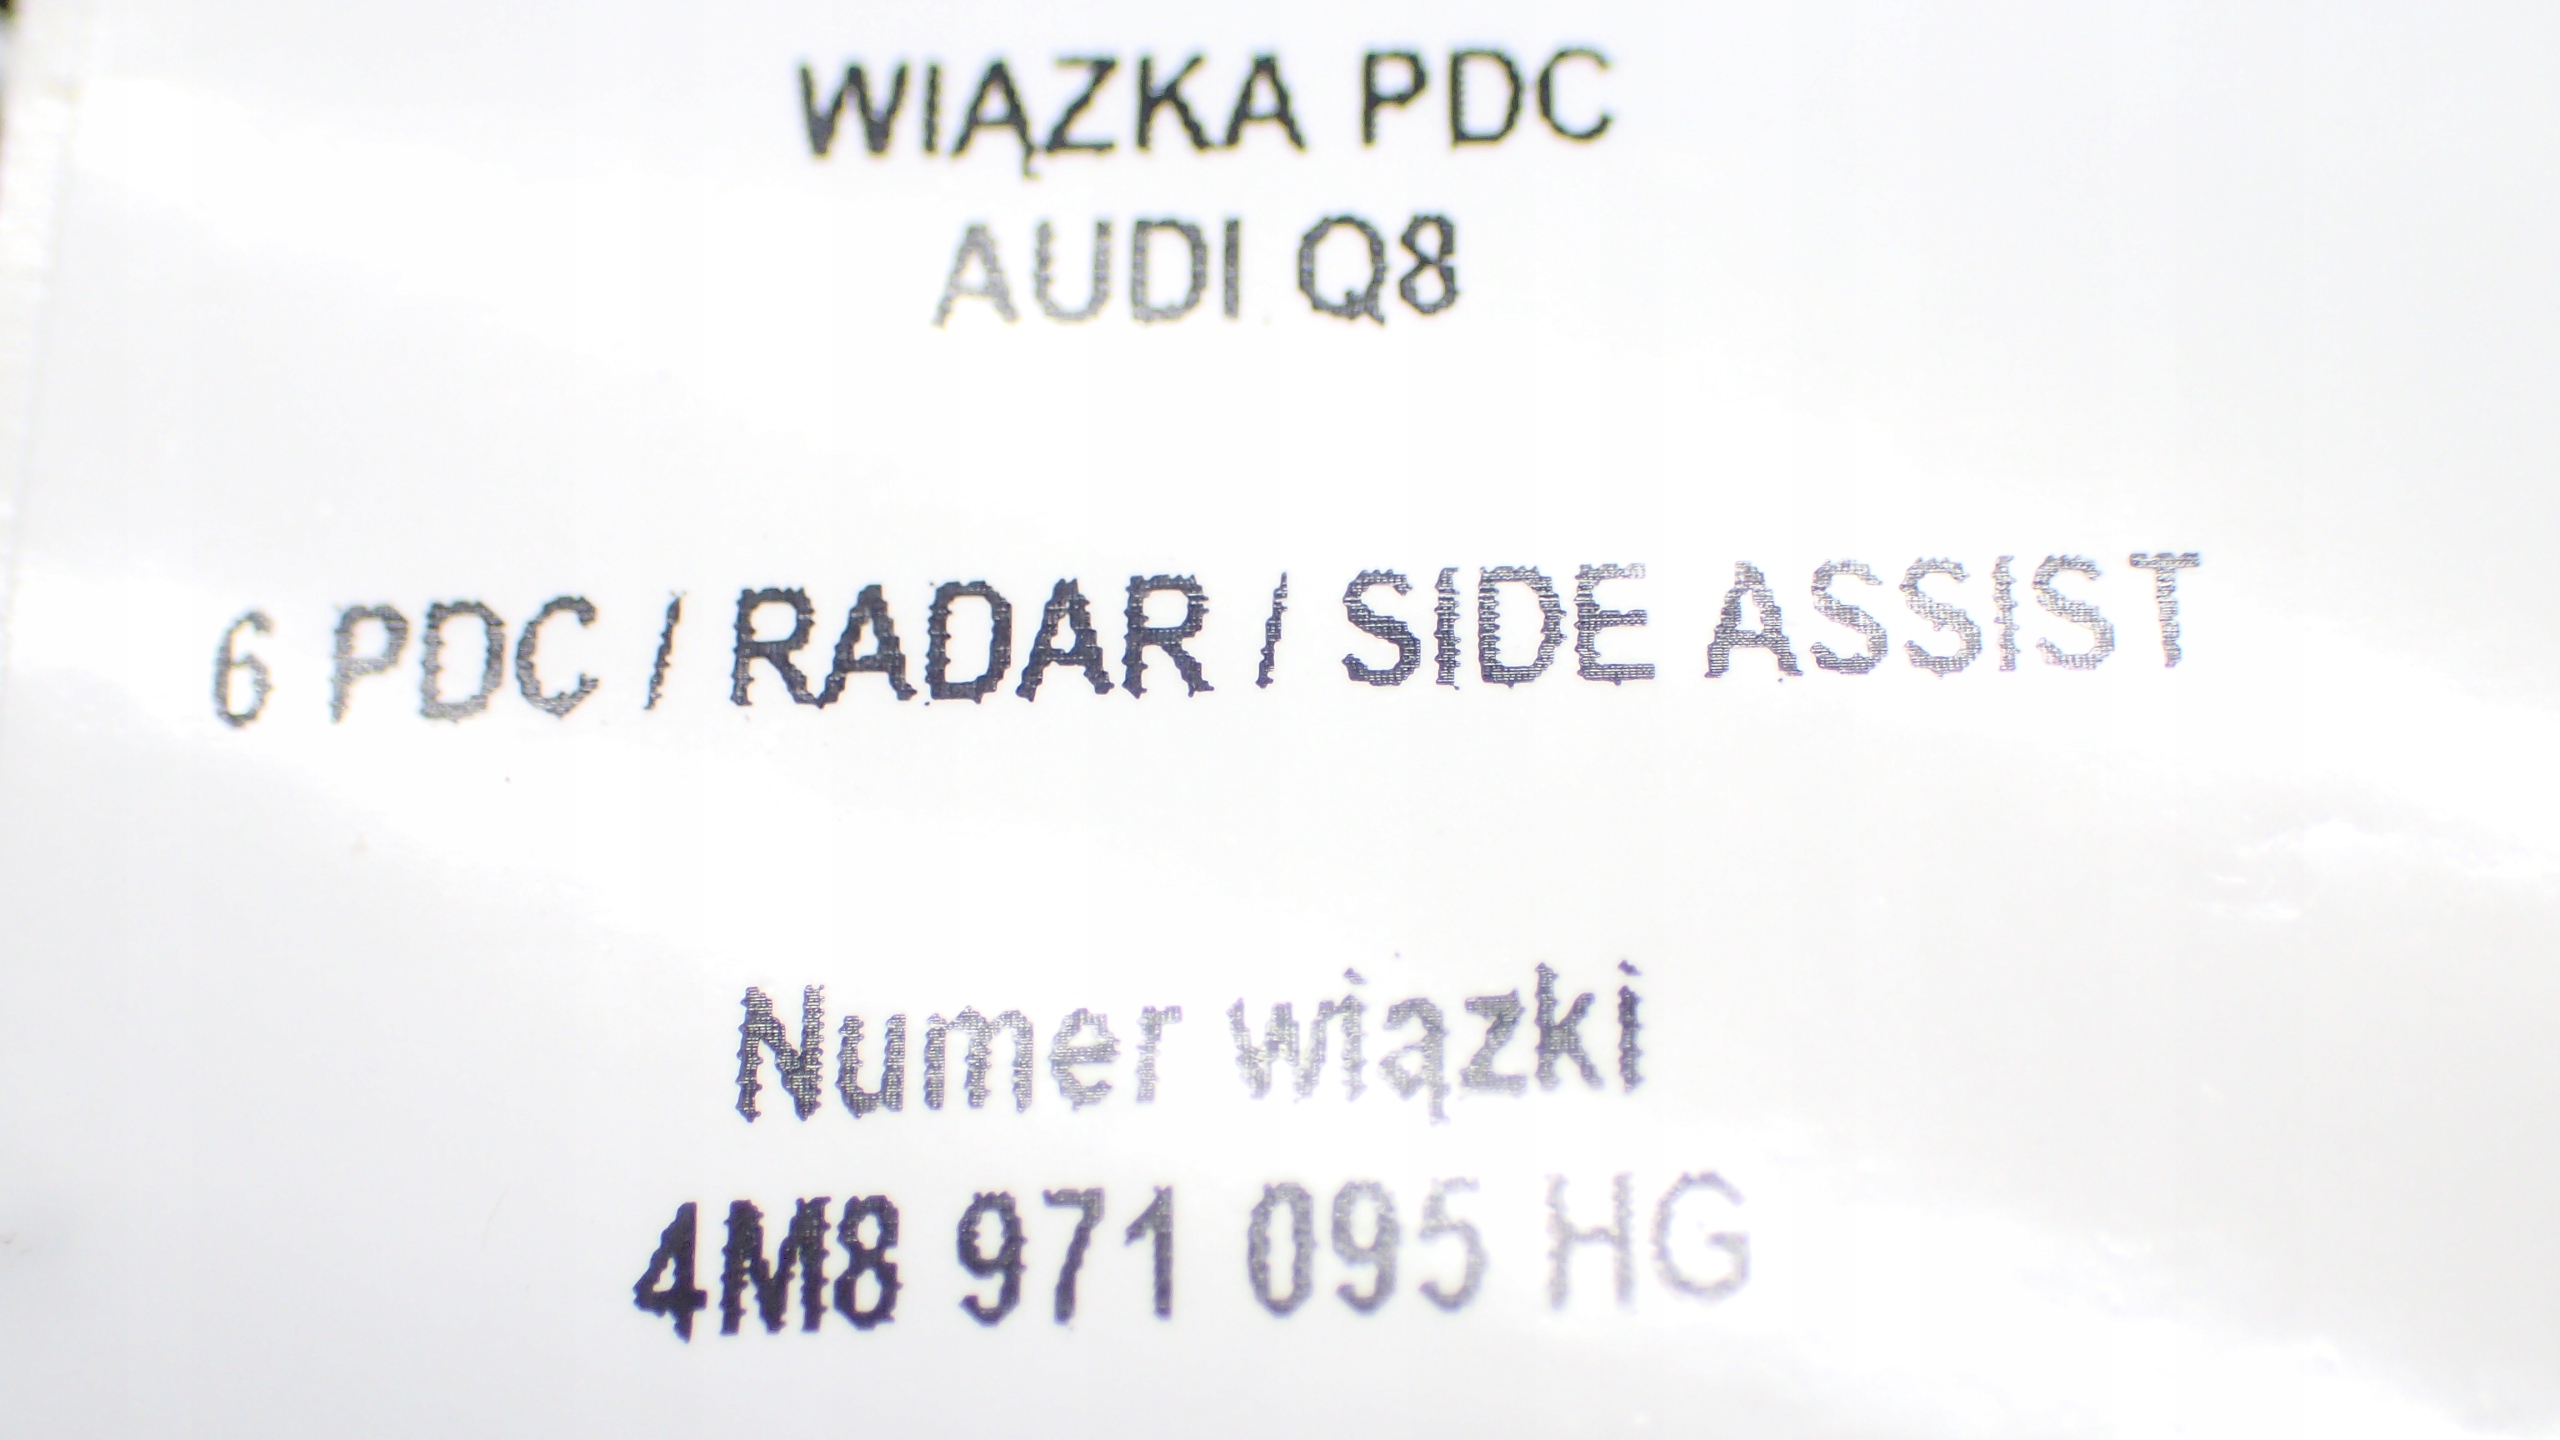 WIĄZKA PDC
AUDI Q8
6 PDC / RADAR / SIDE ASSIST
Numer wiązki
4M8 971 095 HG